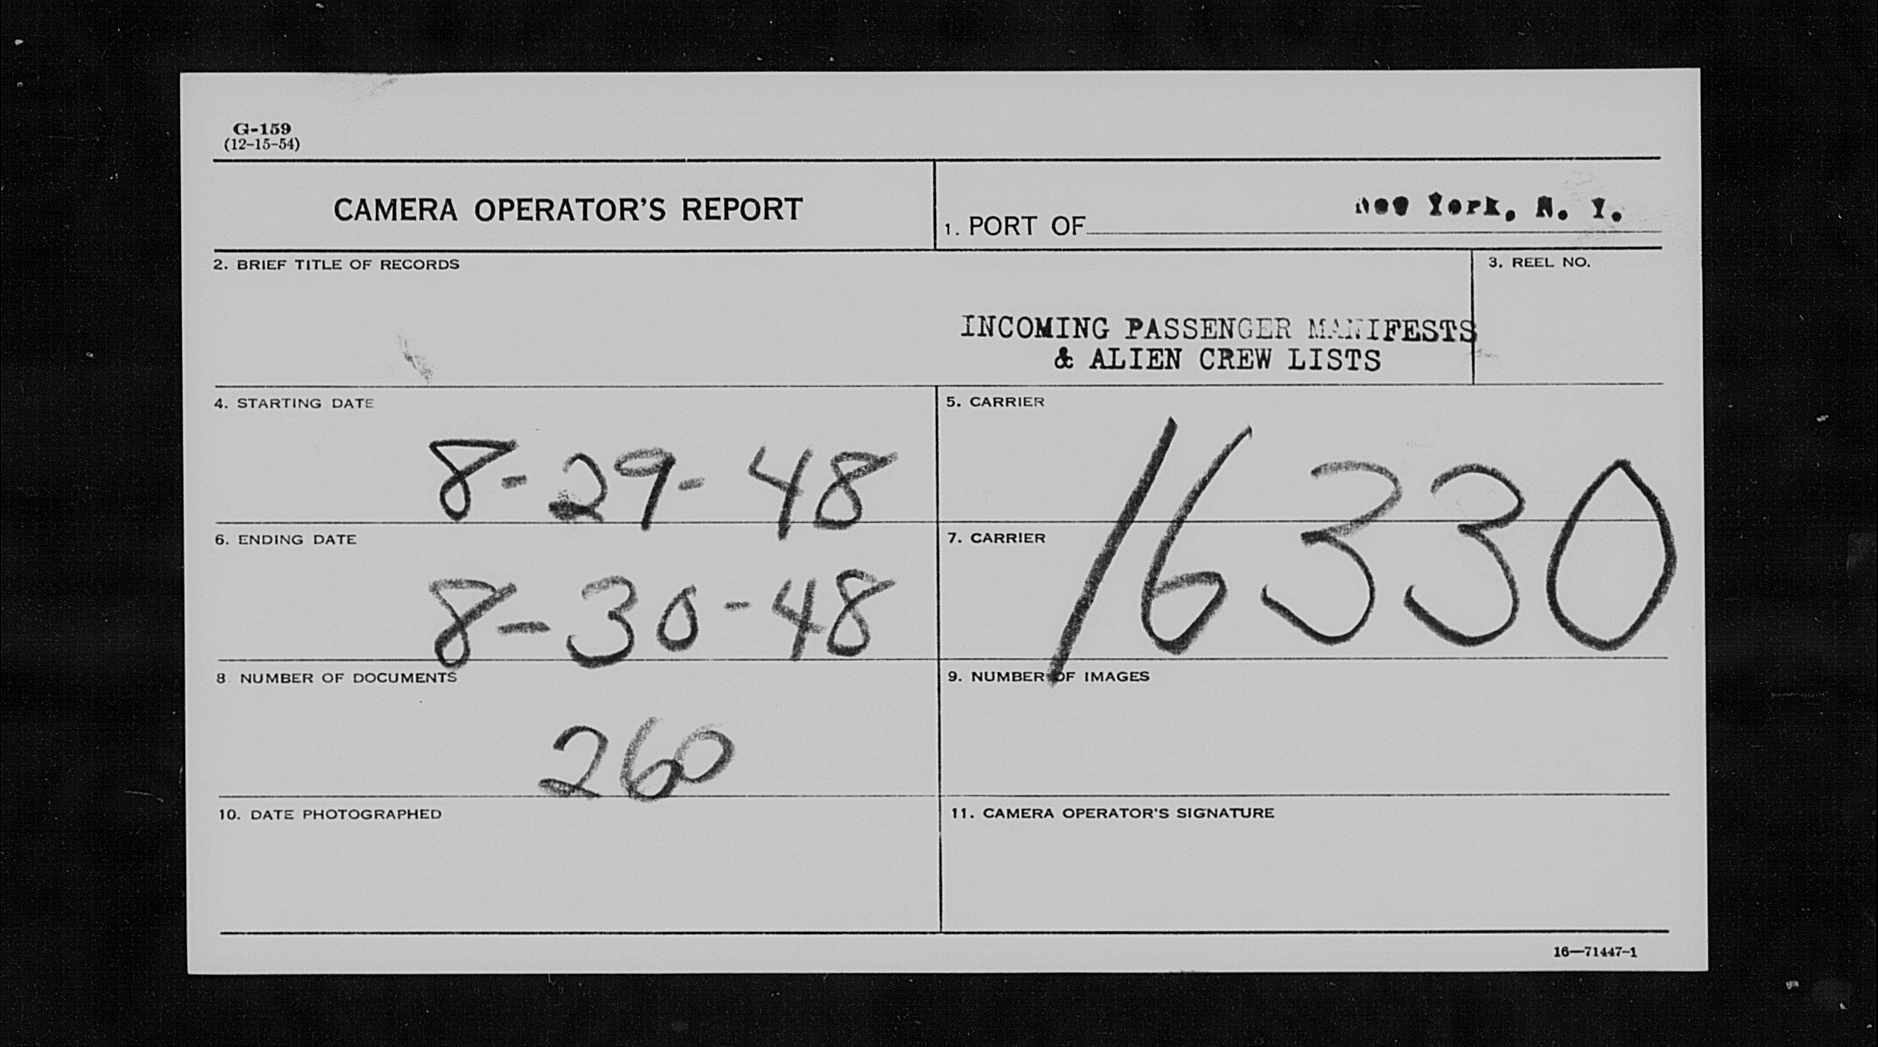 G-159
(12-15-54)
CAMERA OPERATOR'S REPORT
1. PORT OF New York, N. Y.
2. BRIEF TITLE OF RECORDS
3. REEL NO.
INCOMING PASSENGER MANIFESTS
& ALIEN CREW LISTS
4. STARTING DATE
8-29-48
5. CARRIER
16330
6. ENDING DATE
8-30-48
7. CARRIER
8 NUMBER OF DOCUMENTS
260
9. NUMBER OF IMAGES
10. DATE PHOTOGRAPHED
11. CAMERA OPERATOR'S SIGNATURE
16—71447-1